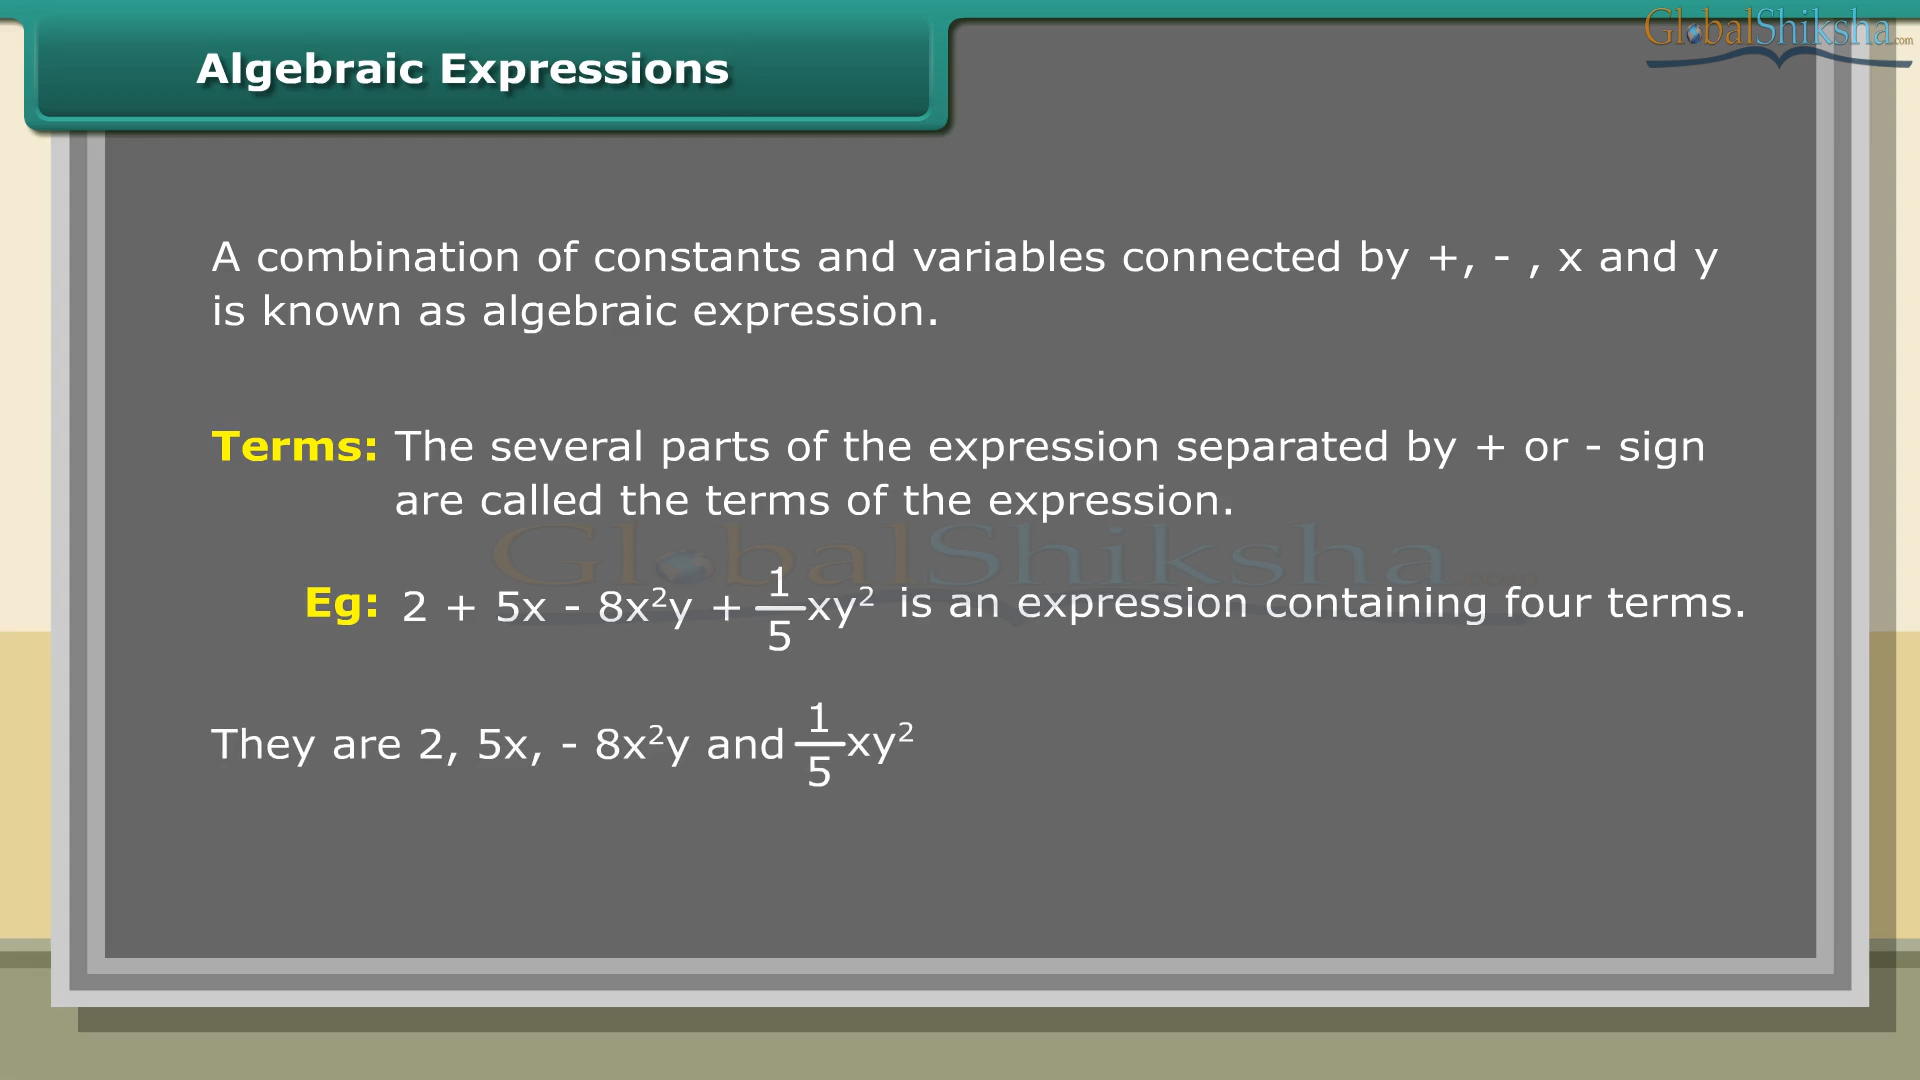 Algebraic Expressions
GlobalShiksha.com
A combination of constants and variables connected by +, - , x and y
is known as algebraic expression.
Terms: The several parts of the expression separated by + or - sign
are called the terms of the expression.
GlobalShiksha.com
Eg: 2 + 5x - 8x²y + 1/5 xy² is an expression containing four terms.
They are 2, 5x, - 8x²y and 1/5 xy²